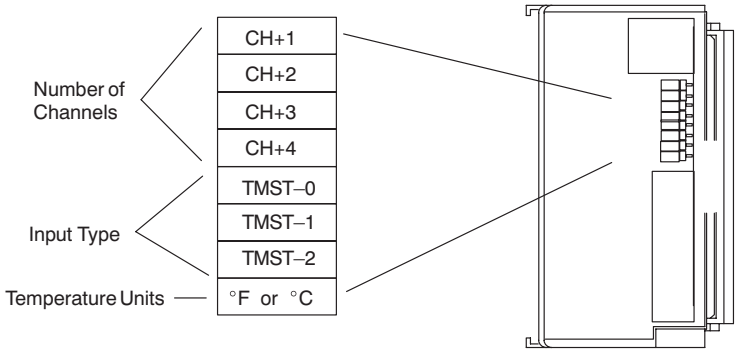 Number of
Channels
Input Type
Temperature Units
CH+1
CH+2
CH+3
CH+4
TMST–0
TMST–1
TMST–2
°F or °C